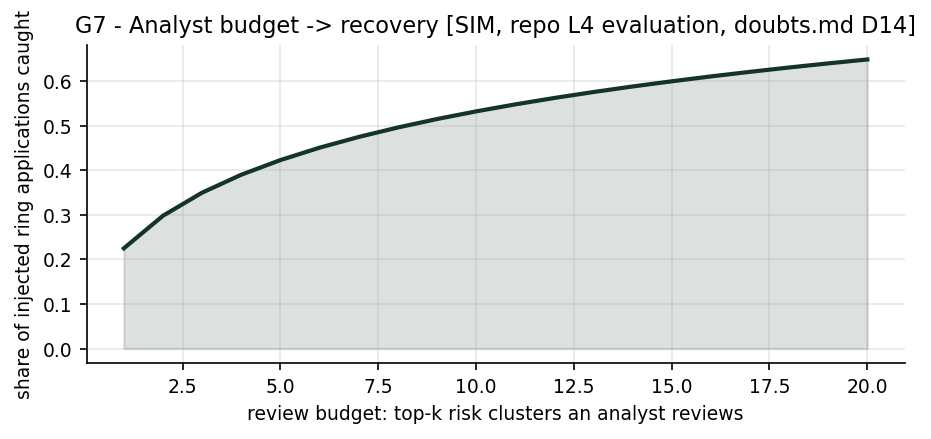 G7 - Analyst budget -> recovery [SIM, repo L4 evaluation, doubts.md D14]
share of injected ring applications caught
0.6
0.5
0.4
0.3
0.2
0.1
0.0
2.5 5.0 7.5 10.0 12.5 15.0 17.5 20.0
review budget: top-k risk clusters an analyst reviews